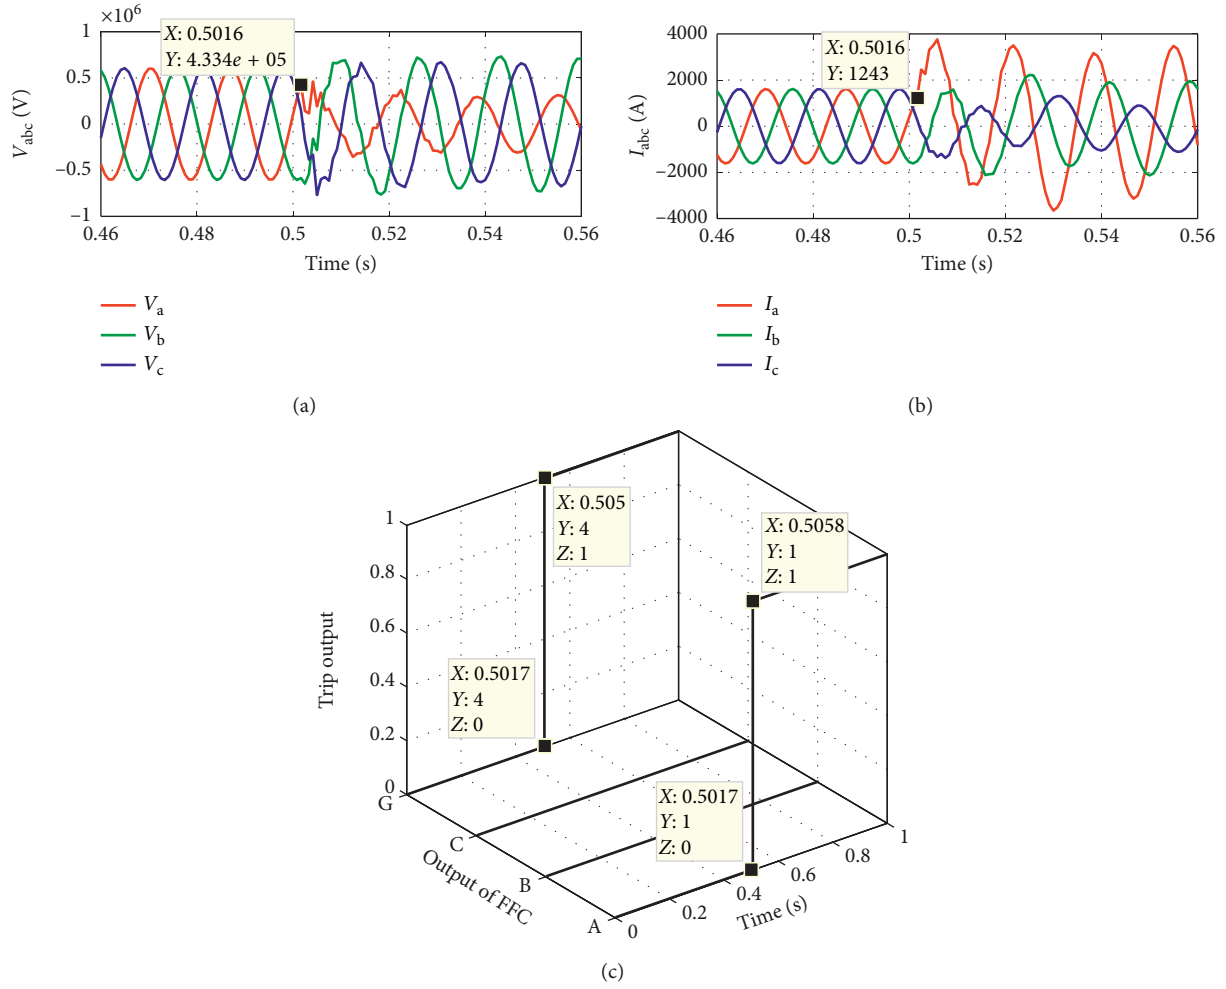 ×10⁶
1
0.5
0
−0.5
−1
V_abc (V)
X: 0.5016
Y: 4.334e + 05
0.46 0.48 0.5 0.52 0.54 0.56
Time (s)
V_a
V_b
V_c
(a)
4000
2000
0
−2000
−4000
I_abc (A)
X: 0.5016
Y: 1243
0.46 0.48 0.5 0.52 0.54 0.56
Time (s)
I_a
I_b
I_c
(b)
1
0.8
0.6
0.4
0.2
0
Trip output
X: 0.505
Y: 4
Z: 1
X: 0.5058
Y: 1
Z: 1
X: 0.5017
Y: 4
Z: 0
X: 0.5017
Y: 1
Z: 0
G
C
B
A
Output of FFC
0 0.2 0.4 0.6 0.8 1
Time (s)
(c)